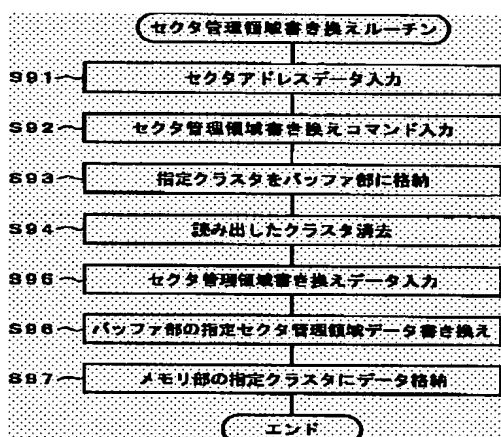 セクタ管理領域書き換えルーチン
S91 セクタアドレスデータ入力
S92 セクタ管理領域書き換えコマンド入力
S93 指定クラスタをバッファ部に格納
S94 読み出したクラスタ消去
S95 セクタ管理領域書き換えデータ入力
S96 バッファ部の指定セクタ管理領域データ書き換え
S97 メモリ部の指定クラスタにデータ格納
エンド